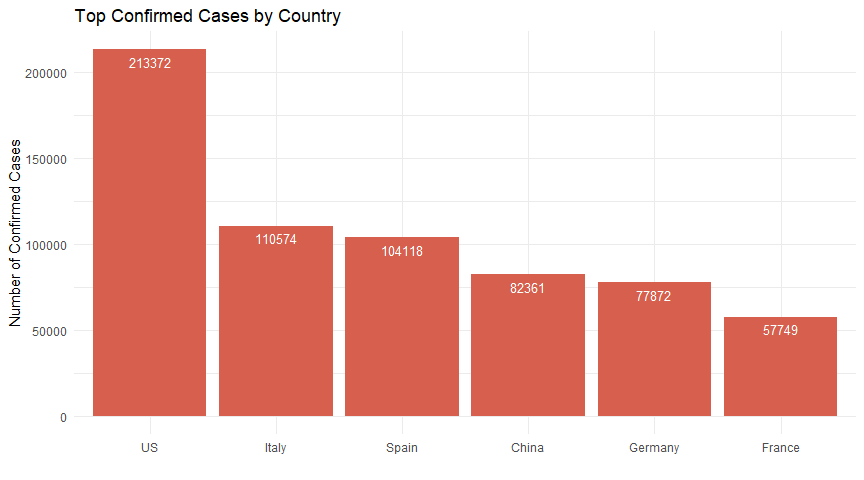 Top Confirmed Cases by Country
Number of Confirmed Cases
200000
150000
100000
50000
0
213372
110574
104118
82361
77872
57749
US
Italy
Spain
China
Germany
France